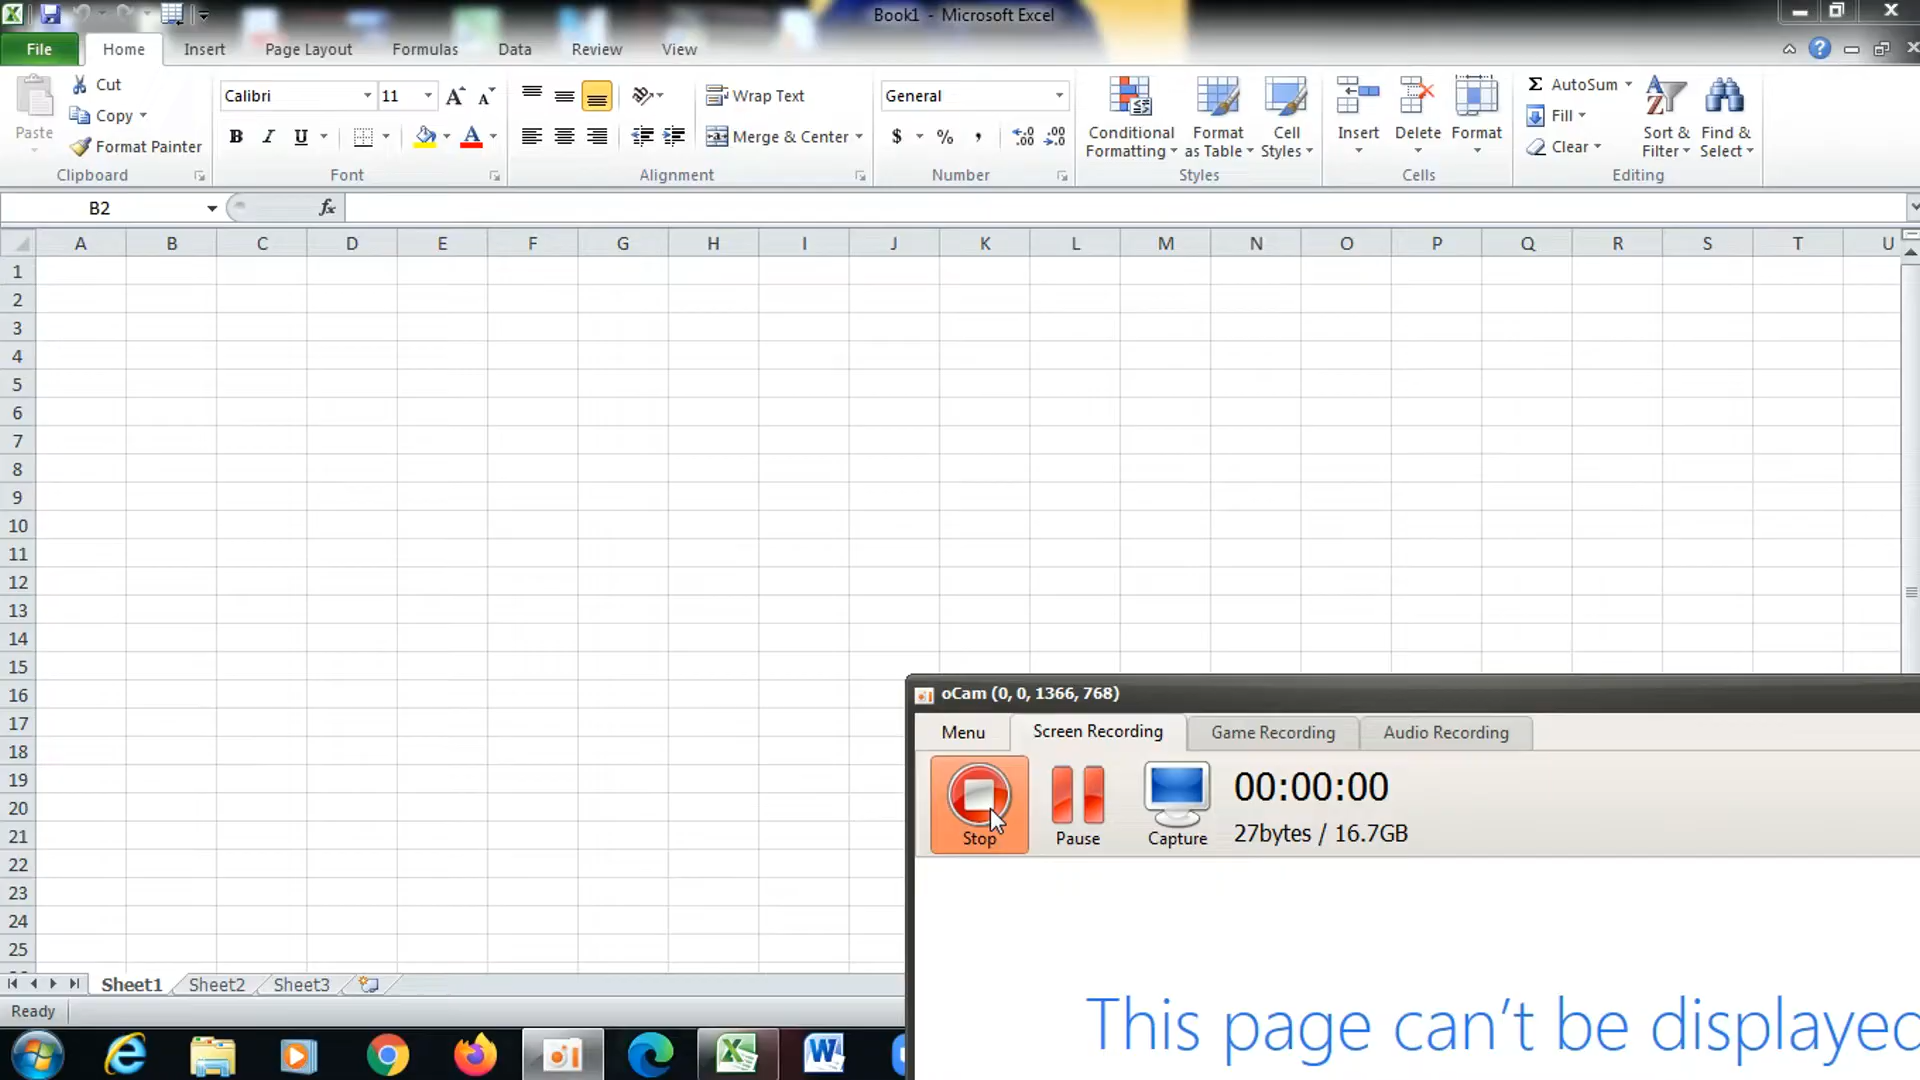 Book1 - Microsoft Excel
File Home Insert Page Layout Formulas Data Review View
Paste
Cut
Copy
Format Painter
Clipboard
Calibri 11
B I U A
Font
Wrap Text
Merge & Center
Alignment
General
$ % ,
Number
Conditional Formatting
Format as Table
Cell Styles
Styles
Insert Delete Format
Cells
Σ AutoSum
Fill
Clear
Sort & Filter
Find & Select
Editing
B2 fx
A B C D E F G H I J K L M N O P Q R S T U
1
2
3
4
5
6
7
8
9
10
11
12
13
14
15
16
17
18
19
20
21
22
23
24
25
oCam (0, 0, 1366, 768)
Menu Screen Recording Game Recording Audio Recording
Stop Pause Capture
00:00:00
27bytes / 16.7GB
This page can't be displayed
Sheet1 Sheet2 Sheet3
Ready